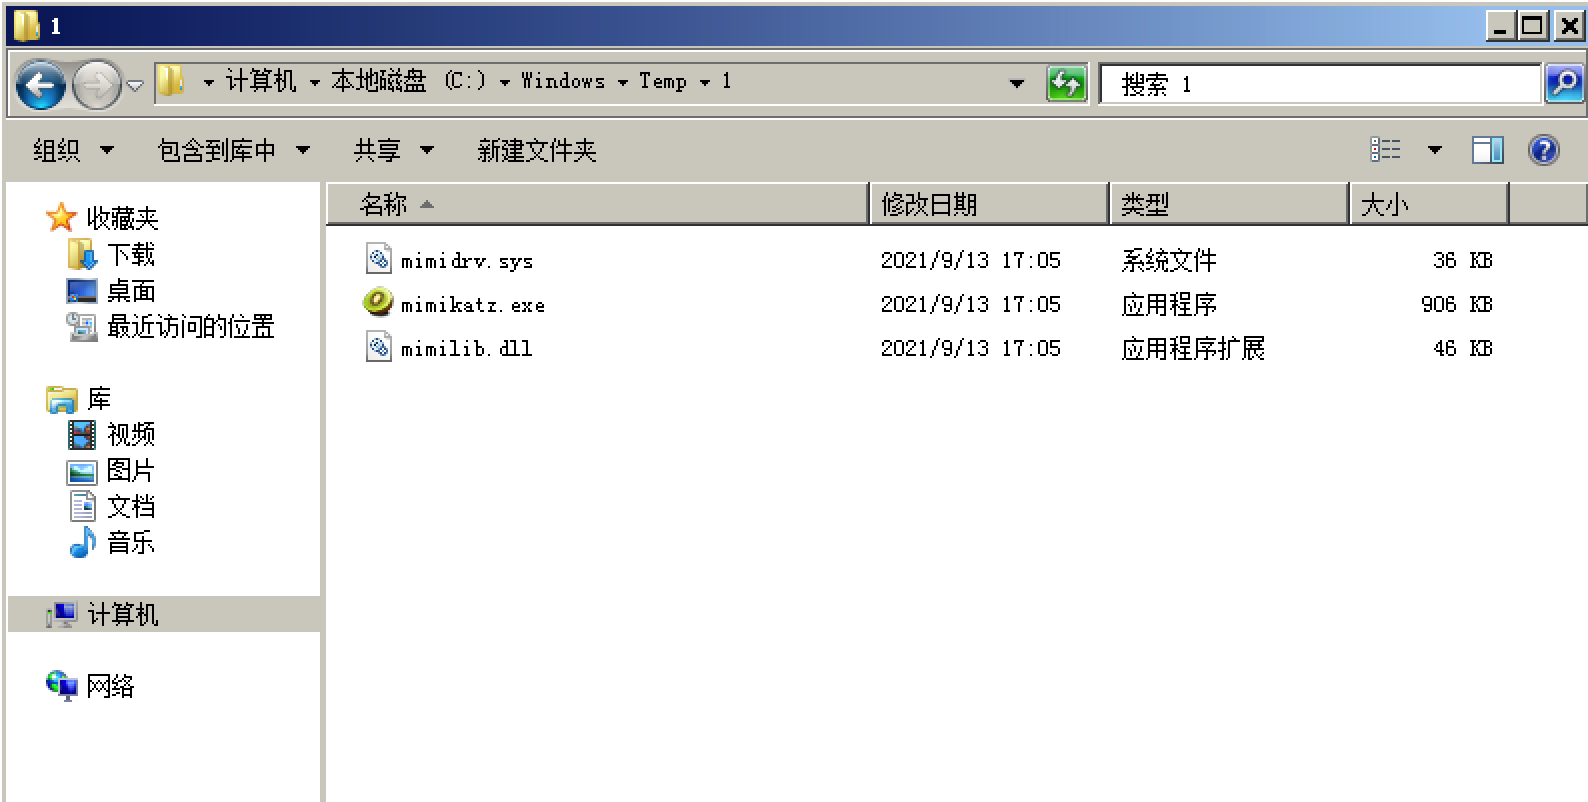 1
计算机 本地磁盘 (C:) Windows Temp 1
搜索 1
组织 包含到库中 共享 新建文件夹
名称 修改日期 类型 大小
收藏夹
下载
桌面
最近访问的位置
库
视频
图片
文档
音乐
计算机
网络
mimidrv.sys 2021/9/13 17:05 系统文件 36 KB
mimikatz.exe 2021/9/13 17:05 应用程序 906 KB
mimilib.dll 2021/9/13 17:05 应用程序扩展 46 KB